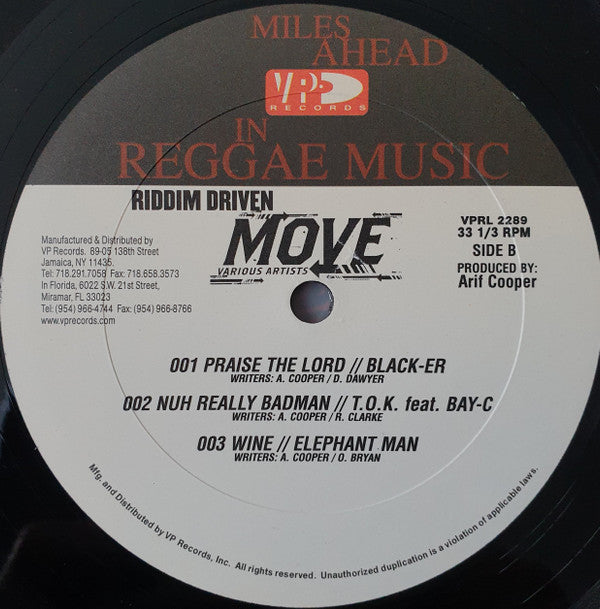 MILES
AHEAD
VP
RECORDS
IN
REGGAE MUSIC
RIDDIM DRIVEN
MOVE
VARIOUS ARTISTS
Manufactured & Distributed by
VP Records. 89-05 138th Street
Jamaica, NY 11435.
Tel: 718.291.7058 Fax: 718.658.3573
In Florida, 6022 S.W. 21st Street,
Miramar, FL 33023
Tel: (954) 966-4744 Fax: (954) 966-8766
www.vprecords.com
VPRL 2289
33 1/3 RPM
SIDE B
PRODUCED BY:
Arif Cooper
001 PRAISE THE LORD // BLACK-ER
WRITERS: A. COOPER / D. DAWYER
002 NUH REALLY BADMAN // T.O.K. feat. BAY-C
WRITERS: A. COOPER / R. CLARKE
003 WINE // ELEPHANT MAN
WRITERS: A. COOPER / O. BRYAN
Mfg. and Distributed by VP Records, Inc. All rights reserved. Unauthorized duplication is a violation of applicable laws.